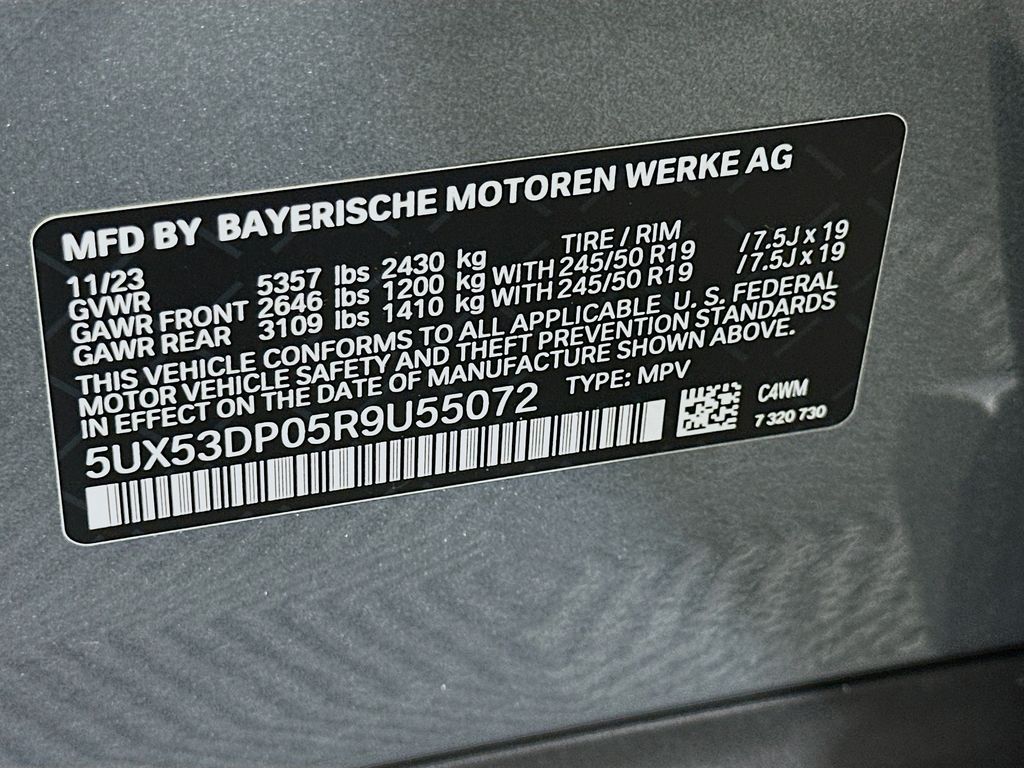 MFD BY BAYERISCHE MOTOREN WERKE AG
11/23 TIRE / RIM
GVWR 5357 lbs 2430 kg
GAWR FRONT 2646 lbs 1200 kg WITH 245/50 R19 / 7.5J x 19
GAWR REAR 3109 lbs 1410 kg WITH 245/50 R19 / 7.5J x 19
THIS VEHICLE CONFORMS TO ALL APPLICABLE U. S. FEDERAL
MOTOR VEHICLE SAFETY AND THEFT PREVENTION STANDARDS
IN EFFECT ON THE DATE OF MANUFACTURE SHOWN ABOVE.
5UX53DP05R9U55072 TYPE: MPV
C4WM
7 320 730